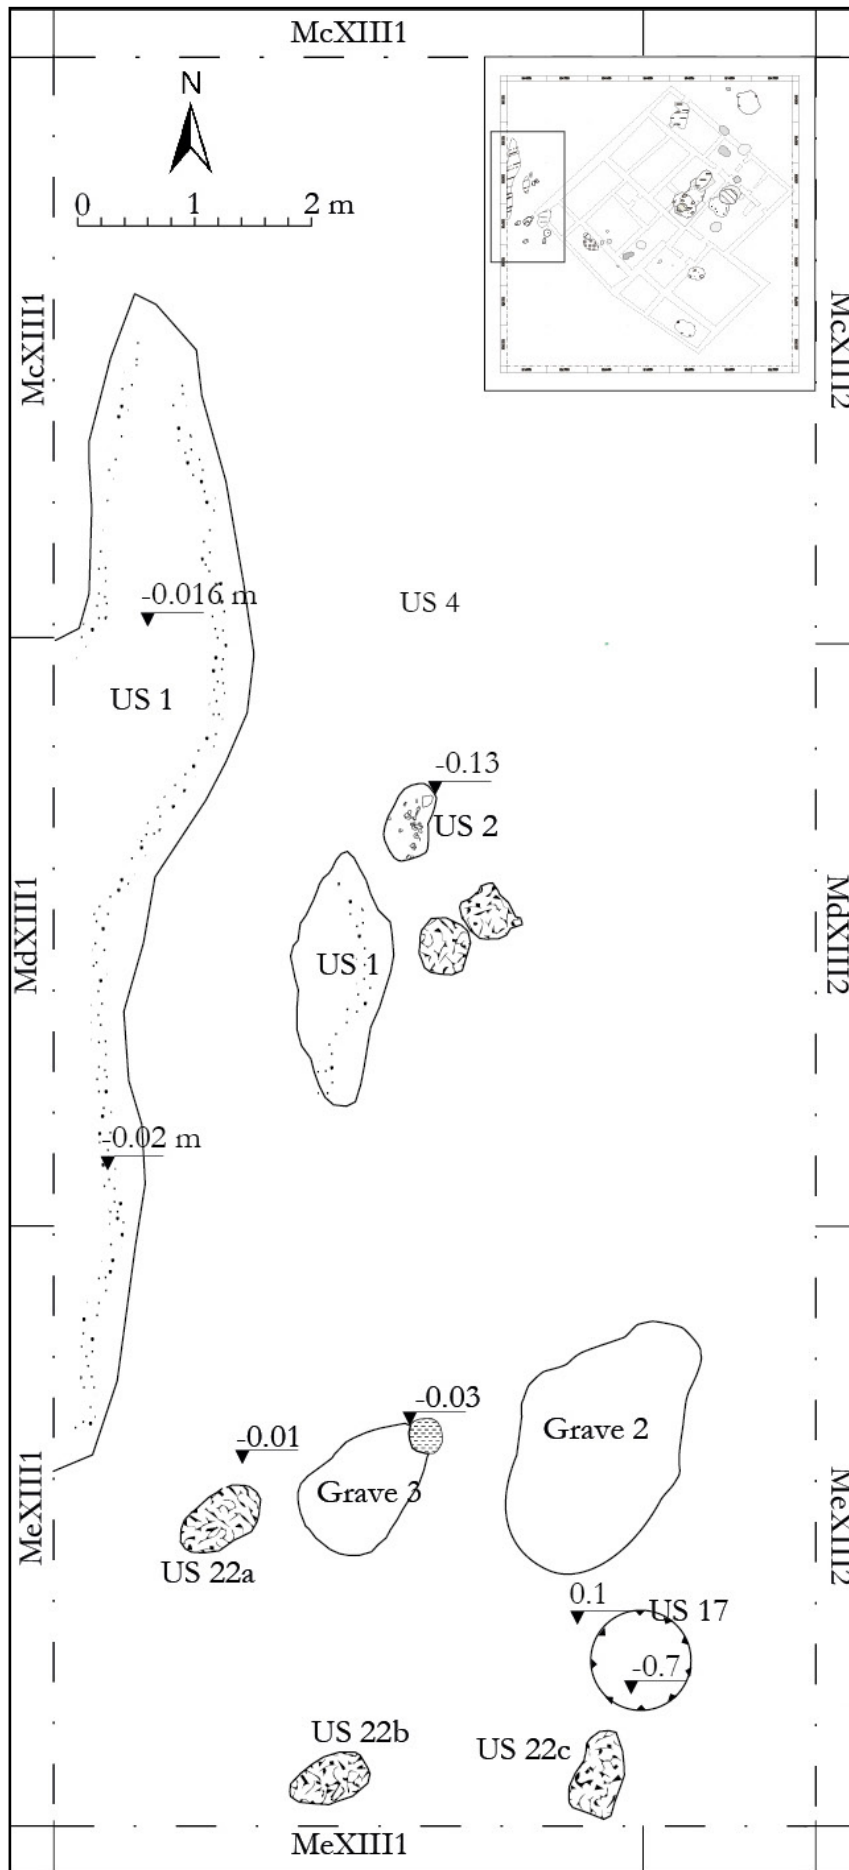 McXIII1
N
0 1 2 m
McXIII1
McXIII2
-0.016 m
US 4
US 1
-0.13
US 2
MdXIII1
US 1
MdXIII2
-0.02 m
-0.03
-0.01
Grave 2
Grave 3
MeXIII1
MeXIII2
US 22a
0.1
US 17
-0.7
US 22b
US 22c
MeXIII1